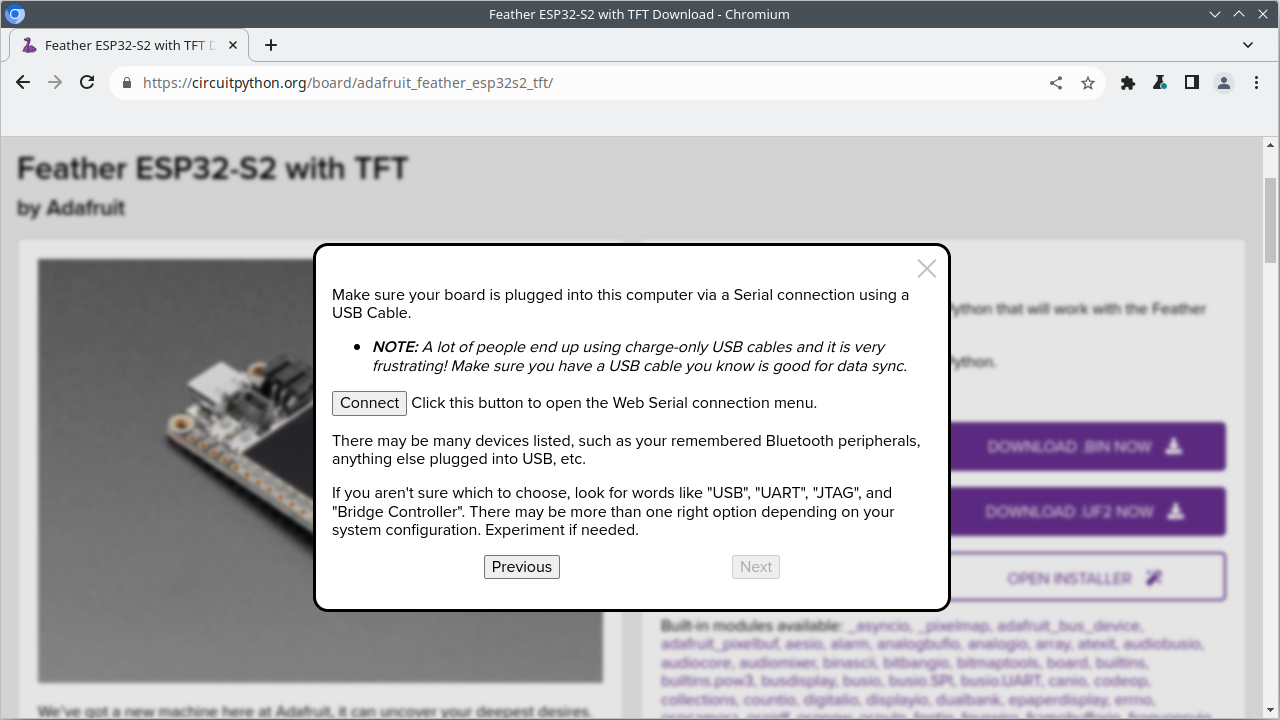 Feather ESP32-S2 with TFT Download - Chromium
Feather ESP32-S2 with TFT D
https://circuitpython.org/board/adafruit_feather_esp32s2_tft/
Feather ESP32-S2 with TFT
by Adafruit
Make sure your board is plugged into this computer via a Serial connection using a
USB Cable.
ython that will work with the Feather
• NOTE: A lot of people end up using charge-only USB cables and it is very
frustrating! Make sure you have a USB cable you know is good for data sync.
ython.
Connect Click this button to open the Web Serial connection menu.
There may be many devices listed, such as your remembered Bluetooth peripherals,
anything else plugged into USB, etc.
DOWNLOAD .BIN NOW
If you aren't sure which to choose, look for words like "USB", "UART", "JTAG", and
"Bridge Controller". There may be more than one right option depending on your
system configuration. Experiment if needed.
DOWNLOAD .UF2 NOW
Previous Next
OPEN INSTALLER
Built-in modules available: _asyncio, _pixelmap, adafruit_bus_device,
adafruit_pixelbuf, aesio, alarm, analogbufio, analogio, array, atexit, audiobusio,
audiocore, audiomixer, binascii, bitbangio, bitmaptools, board, builtins,
builtins.pow3, busdisplay, busio, busio.SPI, busio.UART, canio, codeop,
collections, countio, digitalio, displayio, dualbank, epaperdisplay, errno,
We've got a new machine here at Adafruit, it can uncover your deepest desires.